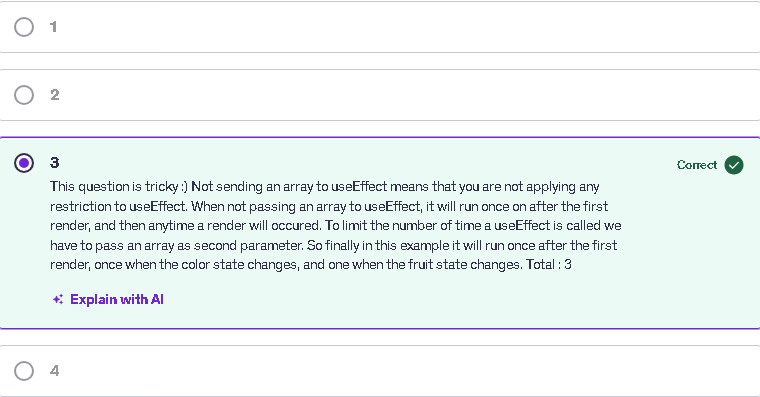 1
2
3
Correct
This question is tricky :) Not sending an array to useEffect means that you are not applying any
restriction to useEffect. When not passing an array to useEffect, it will run once on after the first
render, and then anytime a render will occured. To limit the number of time a useEffect is called we
have to pass an array as second parameter. So finally in this example it will run once after the first
render, once when the color state changes, and one when the fruit state changes. Total : 3
Explain with AI
4